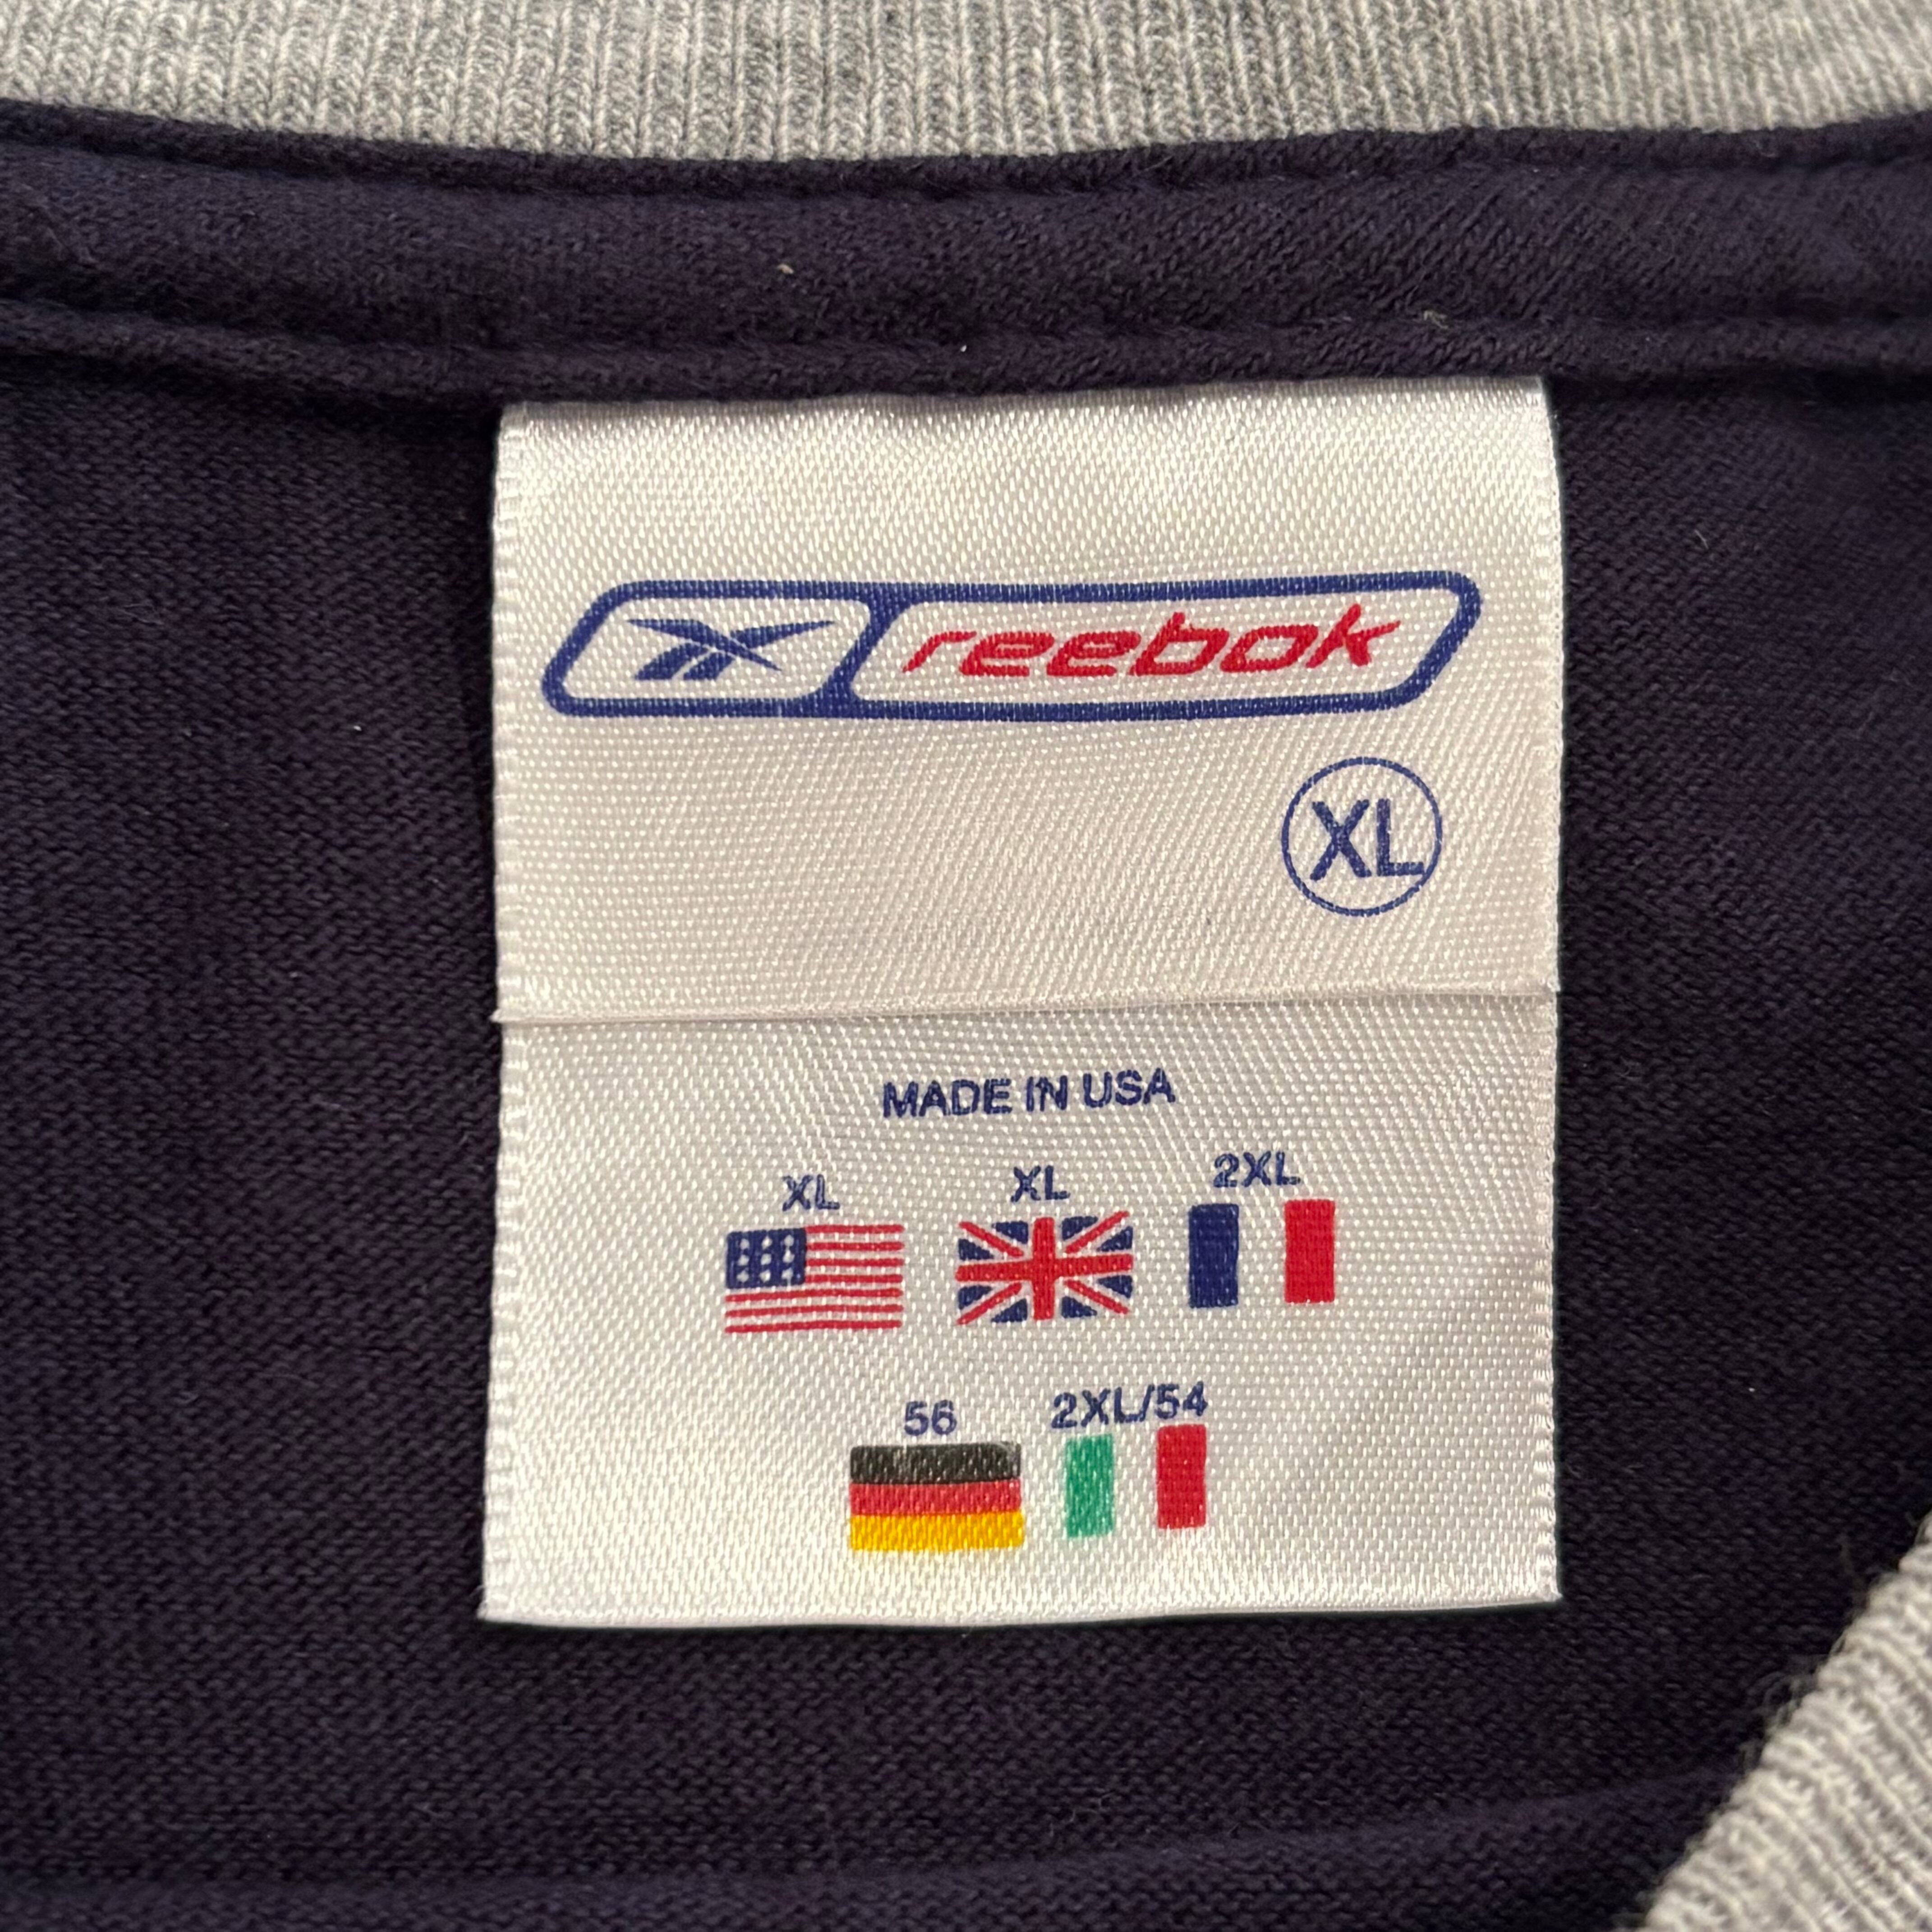 reebok
XL
MADE IN USA
XL XL 2XL
56 2XL/54